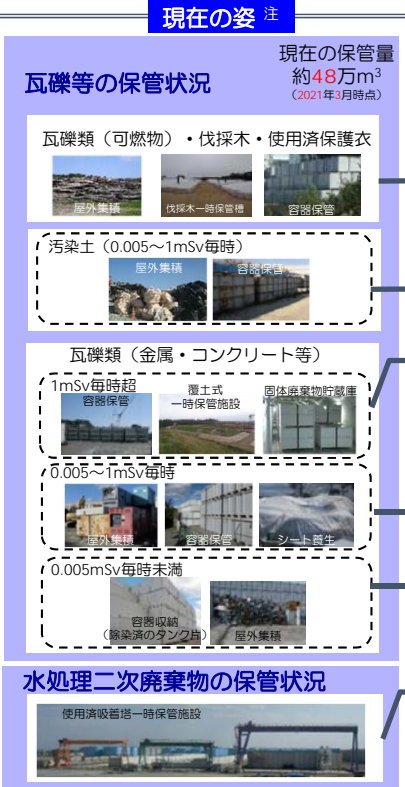 現在の姿 注
現在の保管量
約48万m³
（2021年3月時点）
瓦礫等の保管状況
瓦礫類（可燃物）・伐採木・使用済保護衣
屋外集積
伐採木一時保管槽
容器保管
汚染土（0.005～1mSv毎時）
屋外集積
容器保管
瓦礫類（金属・コンクリート等）
1mSv毎時超
容器保管
覆土式
一時保管施設
固体廃棄物貯蔵庫
0.005～1mSv毎時
屋外集積
容器保管
シート養生
0.005mSv毎時未満
容器収納
（除染済のタンク片）
屋外集積
水処理二次廃棄物の保管状況
使用済吸着塔一時保管施設